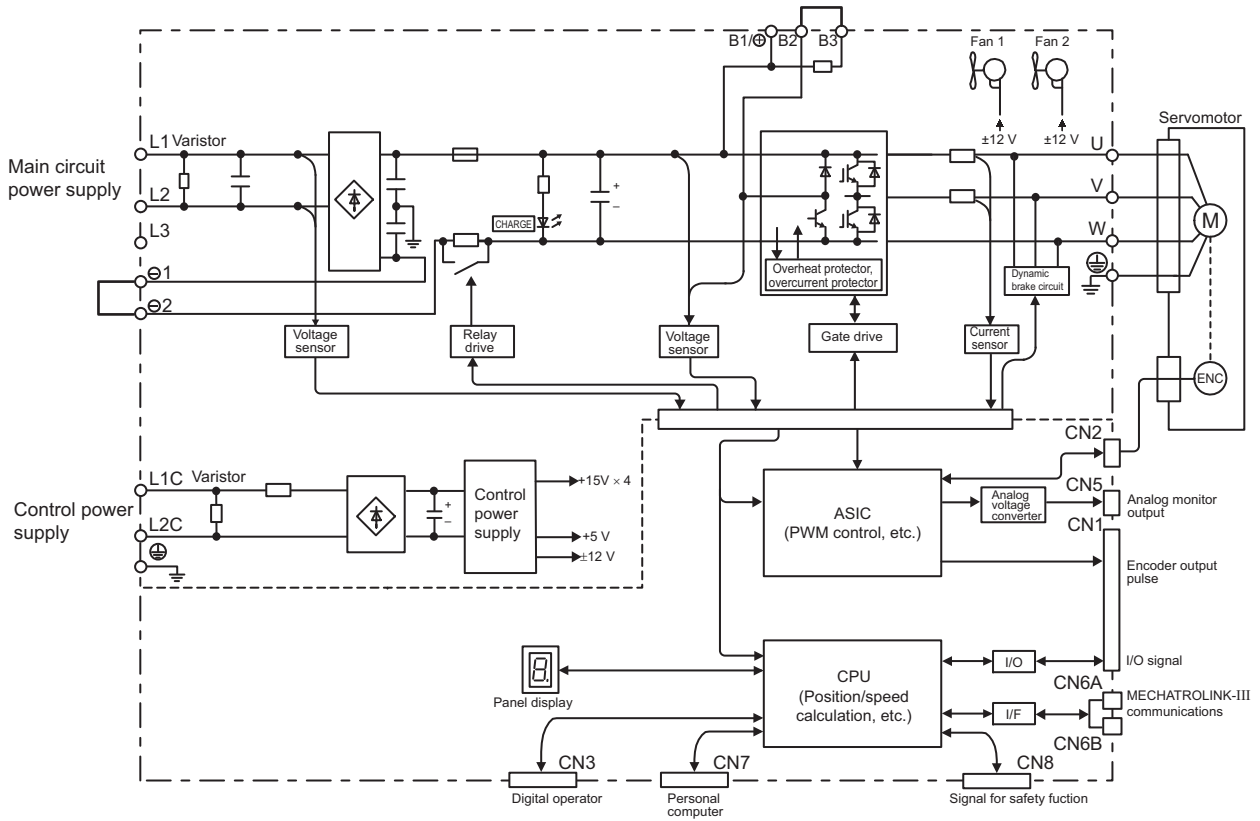 B1/⊕ B2 B3
Fan 1
Fan 2
±12 V
±12 V
Servomotor
Main circuit
power supply
L1 Varistor
L2
L3
⊖1
⊖2
+
–
CHARGE
Overheat protector,
overcurrent protector
U
V
W
M
ENC
Dynamic
brake circuit
Voltage
sensor
Relay
drive
Voltage
sensor
Gate drive
Current
sensor
Control power
supply
L1C Varistor
L2C
+
–
Control
power
supply
+15V × 4
+5 V
±12 V
ASIC
(PWM control, etc.)
Analog
voltage
converter
CN2
CN5
Analog monitor
output
CN1
Encoder output
pulse
I/O signal
Panel display
8.
CPU
(Position/speed
calculation, etc.)
I/O
I/F
CN6A
MECHATROLINK-III
communications
CN6B
CN3
Digital operator
CN7
Personal
computer
CN8
Signal for safety fuction